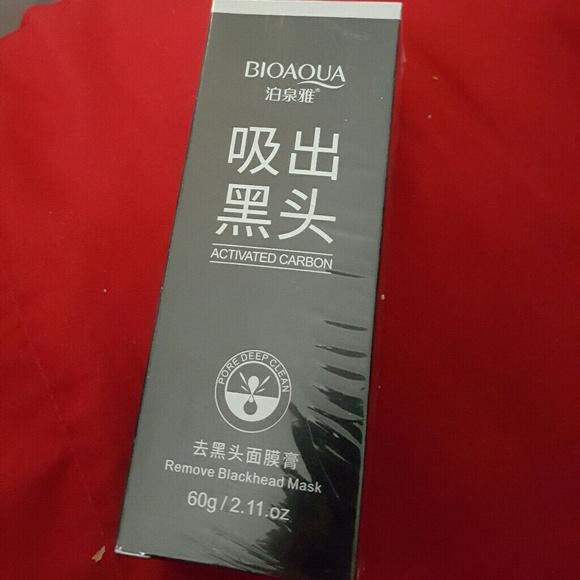 BIOAQUA
泊泉雅®
吸出
黑头
ACTIVATED CARBON
PORE DEEP CLEAN
去黑头面膜膏
Remove Blackhead Mask
60g / 2.11.oz